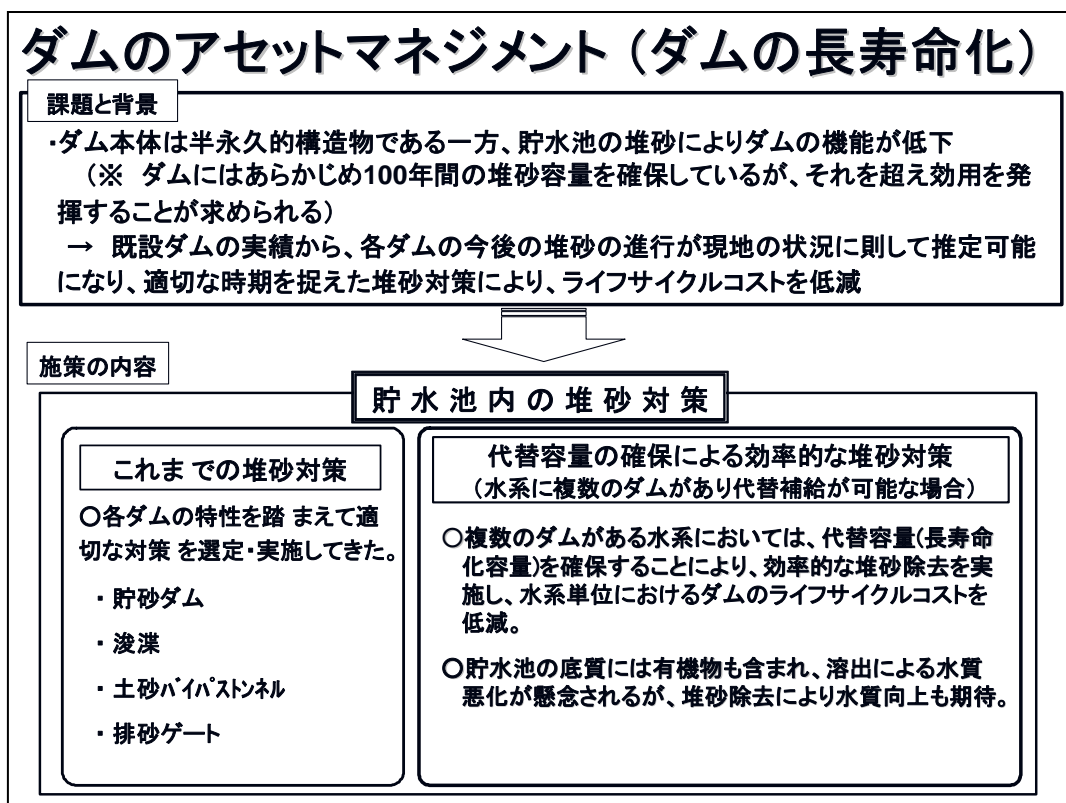 ダムのアセットマネジメント（ダムの長寿命化）
課題と背景
・ダム本体は半永久的構造物である一方、貯水池の堆砂によりダムの機能が低下
（※　ダムにはあらかじめ100年間の堆砂容量を確保しているが、それを超え効用を発
揮することが求められる）
→　既設ダムの実績から、各ダムの今後の堆砂の進行が現地の状況に則して推定可能
になり、適切な時期を捉えた堆砂対策により、ライフサイクルコストを低減
施策の内容
貯 水 池 内 の 堆 砂 対 策
これま での堆砂対策
○各ダムの特性を踏 まえて適
切な対策 を選定・実施してきた。
・ 貯砂ダム
・ 浚渫
・ 土砂ﾊﾞｲﾊﾟｽトンネル
・ 排砂ゲート
代替容量の確保による効率的な堆砂対策
（水系に複数のダムがあり代替補給が可能な場合）
○複数のダムがある水系においては、代替容量(長寿命
化容量)を確保することにより、効率的な堆砂除去を実
施し、水系単位におけるダムのライフサイクルコストを
低減。
○貯水池の底質には有機物も含まれ、溶出による水質
悪化が懸念されるが、堆砂除去により水質向上も期待。